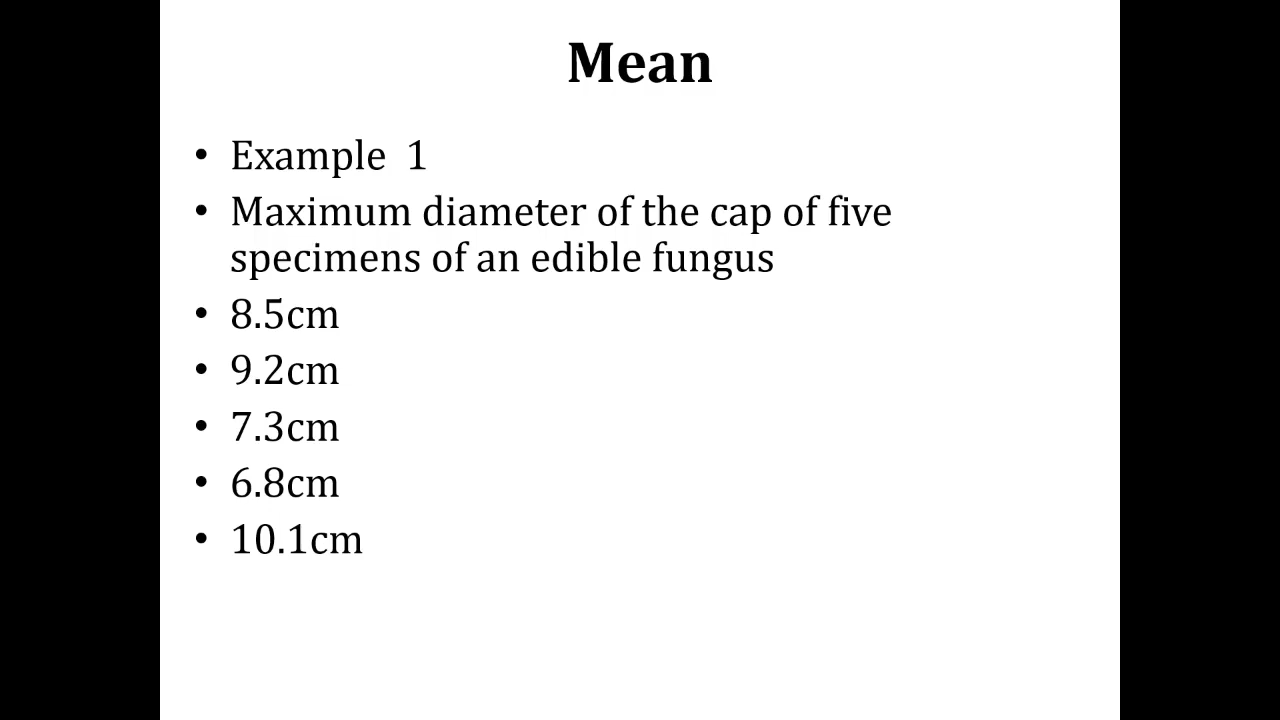 Mean
• Example  1
• Maximum diameter of the cap of five
specimens of an edible fungus
• 8.5cm
• 9.2cm
• 7.3cm
• 6.8cm
• 10.1cm